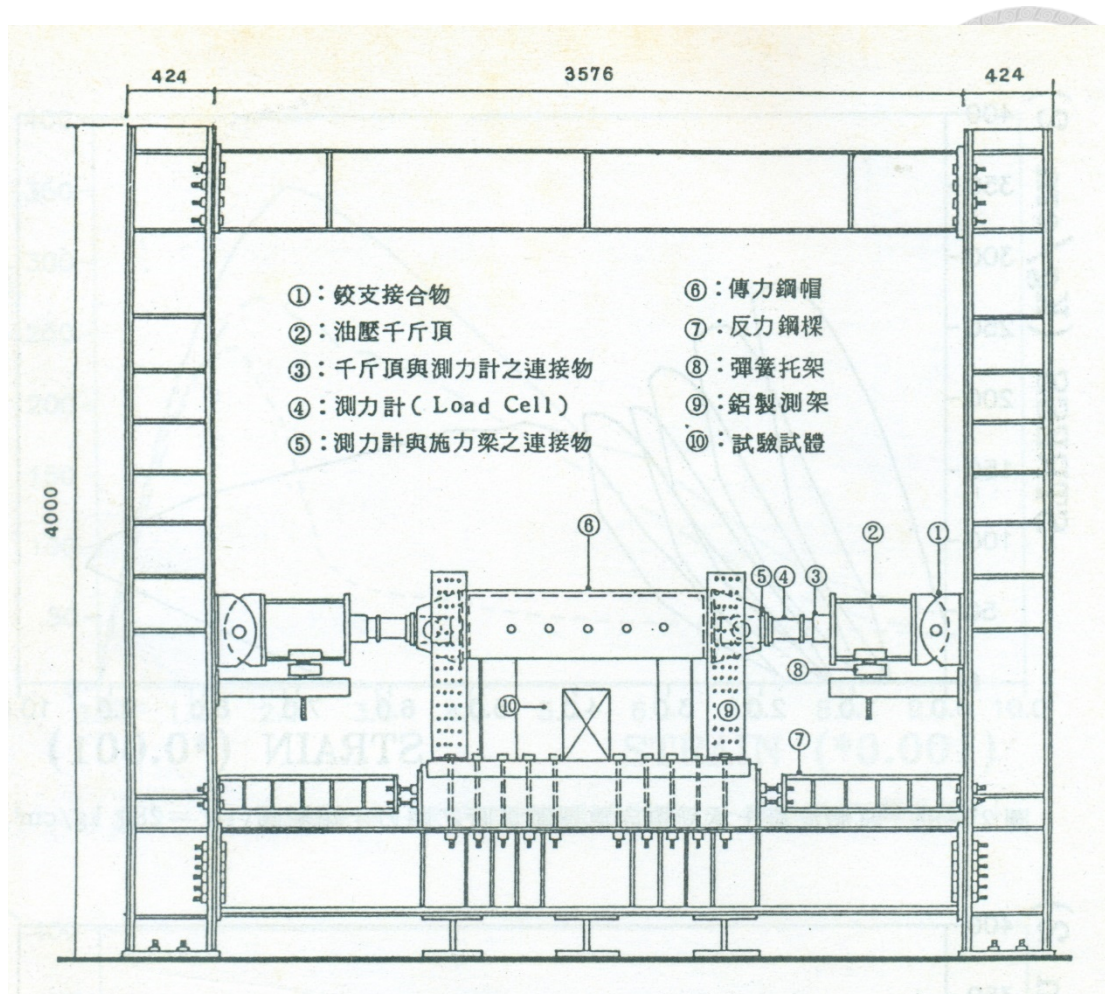 424 3576 424
①：鉸支接合物
②：油壓千斤頂
③：千斤頂與測力計之連接物
④：測力計( Load Cell )
⑤：測力計與施力梁之連接物
⑥：傳力鋼帽
⑦：反力鋼樑
⑧：彈簧托架
⑨：鋁製測架
⑩：試驗試體
4000
⑥ ② ①
⑤ ④ ③
⑧
⑩ ⑨
⑦